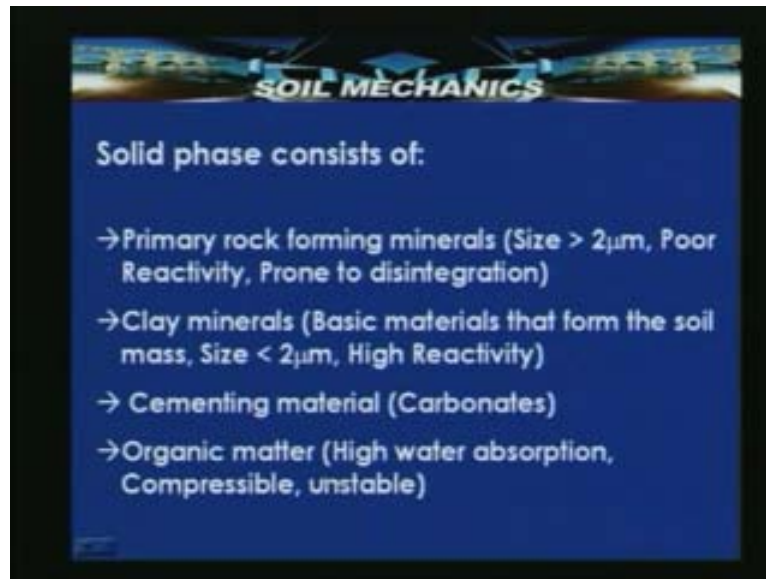 SOIL MECHANICS
Solid phase consists of:
→Primary rock forming minerals (Size > 2μm, Poor
Reactivity, Prone to disintegration)
→Clay minerals (Basic materials that form the soil
mass, Size < 2μm, High Reactivity)
→ Cementing material (Carbonates)
→Organic matter (High water absorption,
Compressible, unstable)